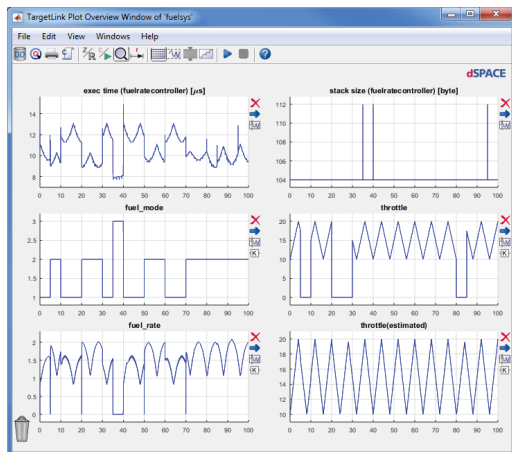 TargetLink Plot Overview Window of 'fuelsys'
File Edit View Windows Help
dSPACE
exec time (fuelratecontroller) [μs]
14
12
10
8
0 10 20 30 40 50 60 70 80 90 100
stack size (fuelratecontroller) [byte]
112
110
108
106
104
0 10 20 30 40 50 60 70 80 90 100
fuel_mode
3
2.5
2
1.5
1
0 10 20 30 40 50 60 70 80 90 100
throttle
20
15
10
5
0
0 10 20 30 40 50 60 70 80 90 100
fuel_rate
2
1.5
1
0.5
0
0 10 20 30 40 50 60 70 80 90 100
throttle(estimated)
20
18
16
14
12
10
0 10 20 30 40 50 60 70 80 90 100